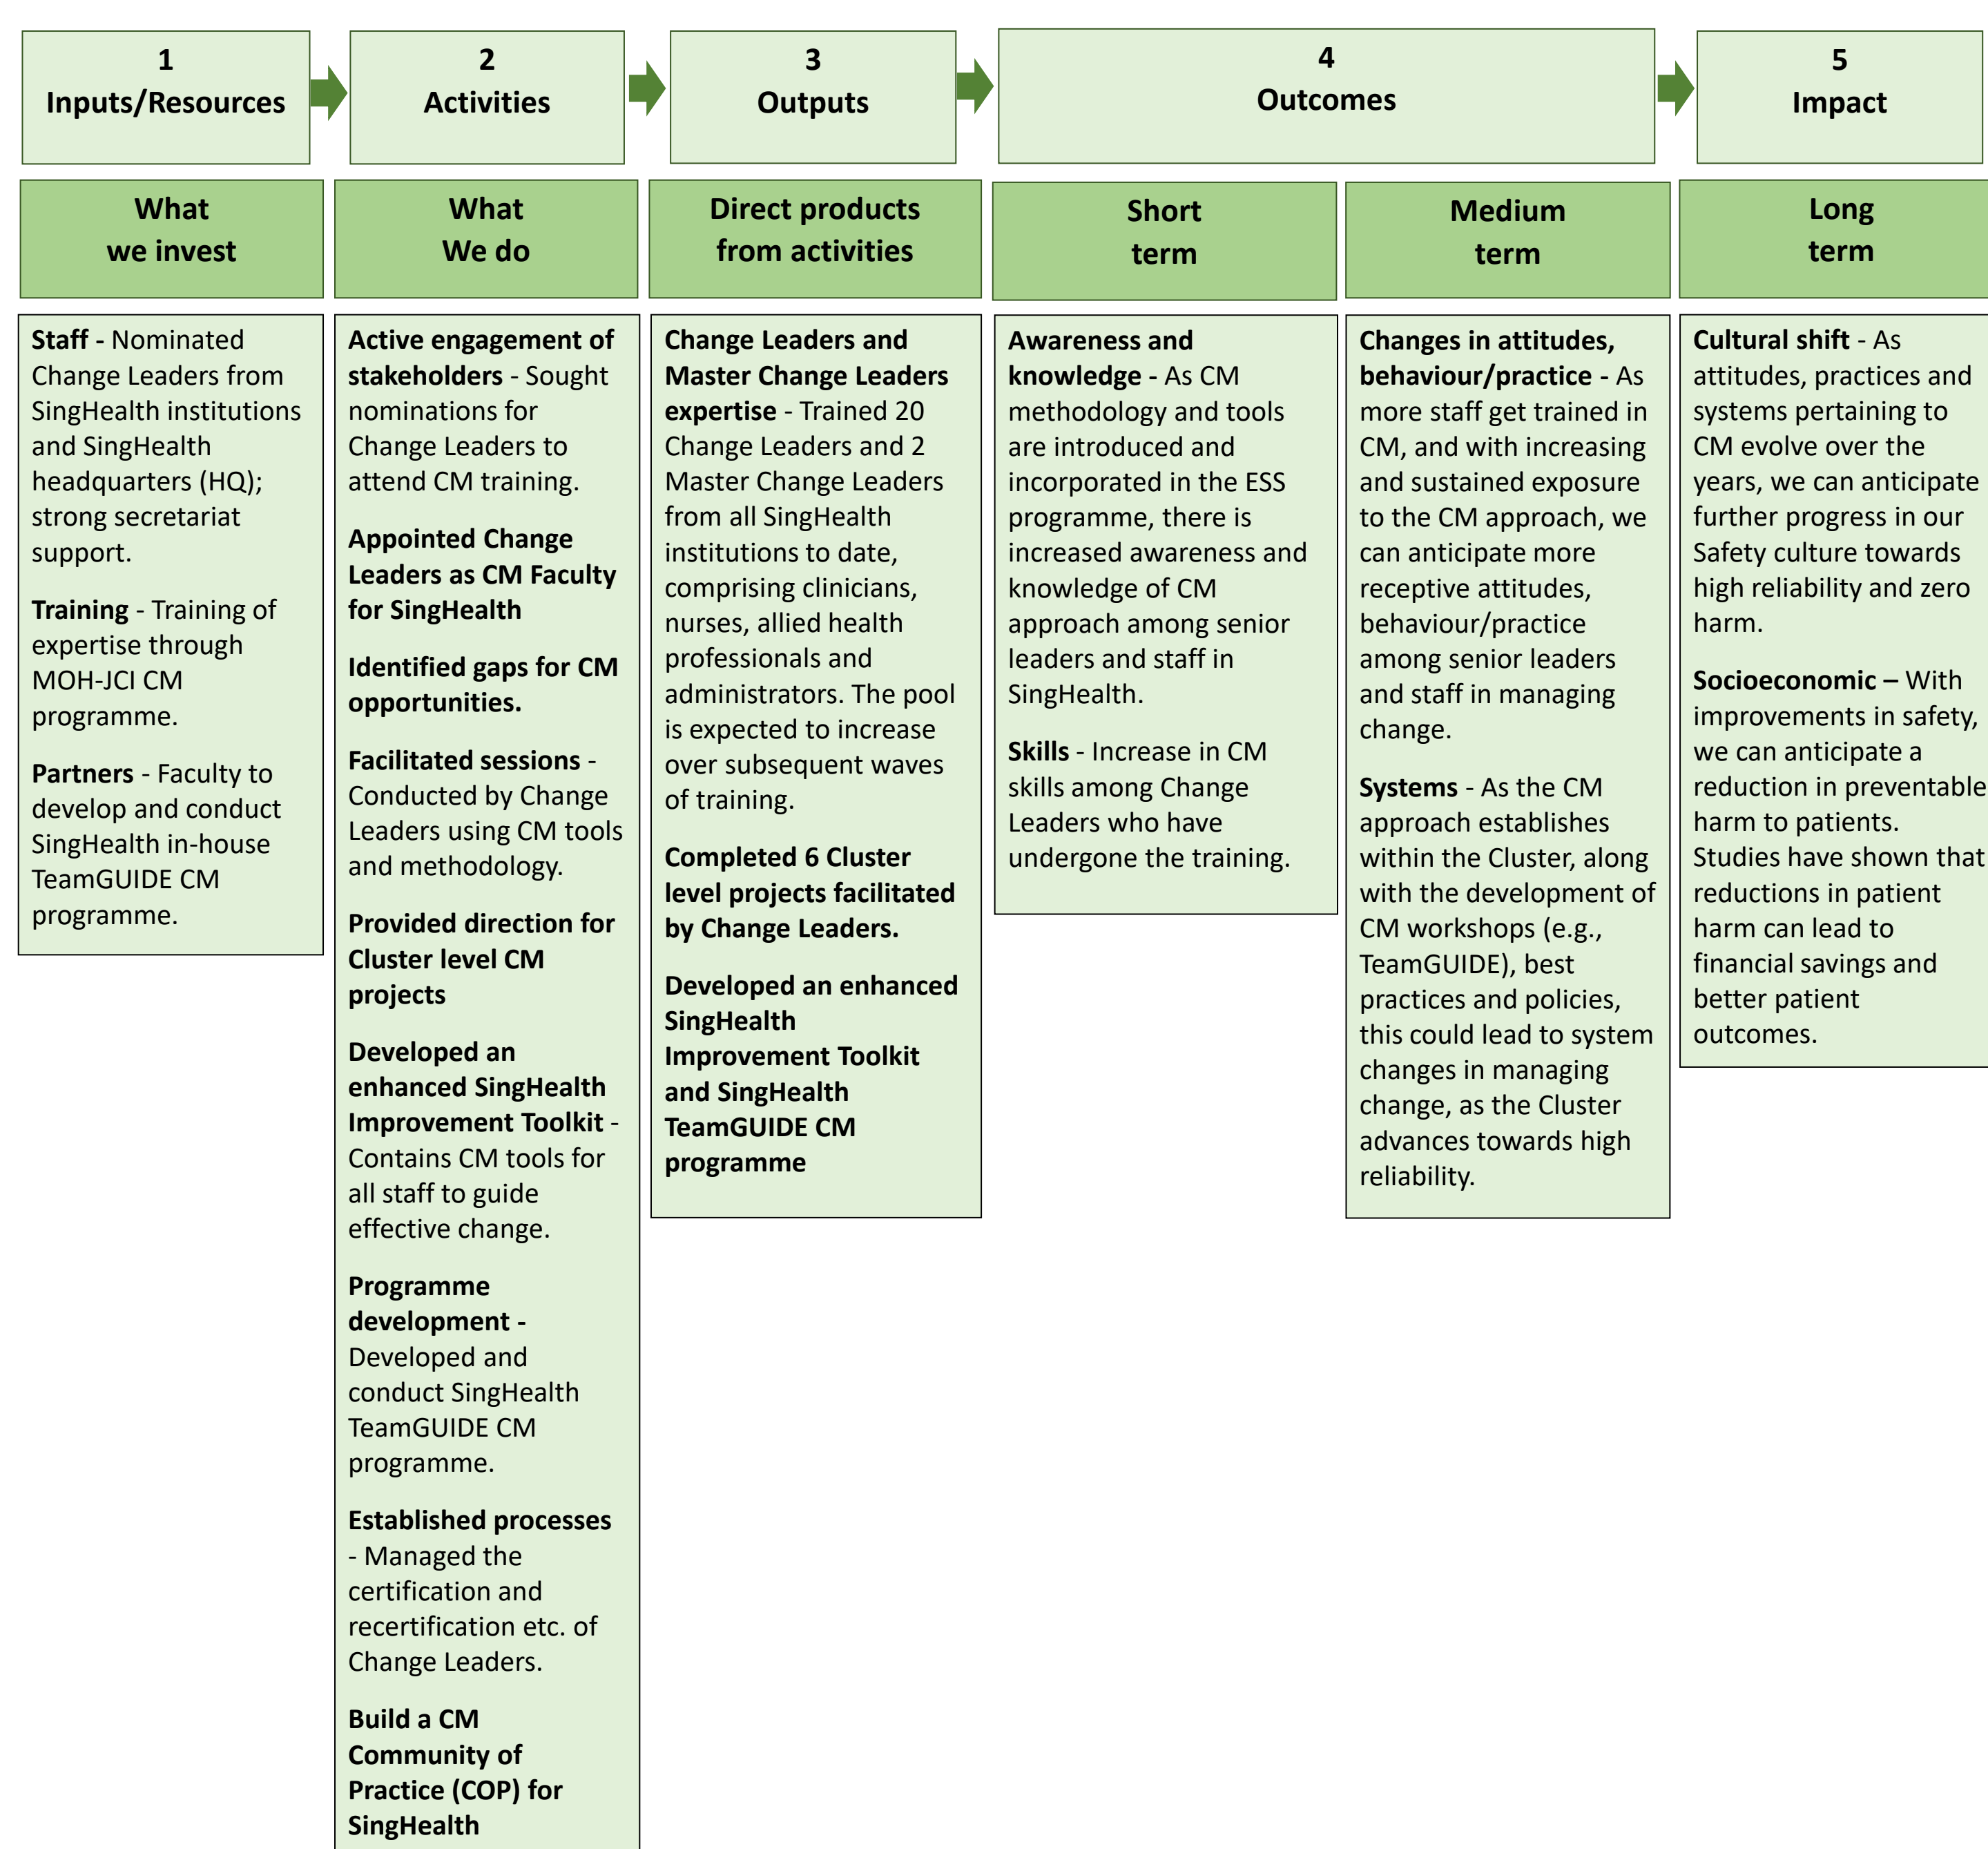 1
Inputs/Resources
2
Activities
3
Outputs
4
Outcomes
5
Impact
What
we invest
What
We do
Direct products
from activities
Short
term
Medium
term
Long
term
Staff - Nominated
Change Leaders from
SingHealth institutions
and SingHealth
headquarters (HQ);
strong secretariat
support.
Training - Training of
expertise through
MOH-JCI CM
programme.
Partners - Faculty to
develop and conduct
SingHealth in-house
TeamGUIDE CM
programme.
Active engagement of
stakeholders - Sought
nominations for
Change Leaders to
attend CM training.
Appointed Change
Leaders as CM Faculty
for SingHealth
Identified gaps for CM
opportunities.
Facilitated sessions -
Conducted by Change
Leaders using CM tools
and methodology.
Provided direction for
Cluster level CM
projects
Developed an
enhanced SingHealth
Improvement Toolkit -
Contains CM tools for
all staff to guide
effective change.
Programme
development -
Developed and
conduct SingHealth
TeamGUIDE CM
programme.
Established processes
- Managed the
certification and
recertification etc. of
Change Leaders.
Build a CM
Community of
Practice (COP) for
SingHealth
Change Leaders and
Master Change Leaders
expertise - Trained 20
Change Leaders and 2
Master Change Leaders
from all SingHealth
institutions to date,
comprising clinicians,
nurses, allied health
professionals and
administrators. The pool
is expected to increase
over subsequent waves
of training.
Completed 6 Cluster
level projects facilitated
by Change Leaders.
Developed an enhanced
SingHealth
Improvement Toolkit
and SingHealth
TeamGUIDE CM
programme
Awareness and
knowledge - As CM
methodology and tools
are introduced and
incorporated in the ESS
programme, there is
increased awareness and
knowledge of CM
approach among senior
leaders and staff in
SingHealth.
Skills - Increase in CM
skills among Change
Leaders who have
undergone the training.
Changes in attitudes,
behaviour/practice - As
more staff get trained in
CM, and with increasing
and sustained exposure
to the CM approach, we
can anticipate more
receptive attitudes,
behaviour/practice
among senior leaders
and staff in managing
change.
Systems - As the CM
approach establishes
within the Cluster, along
with the development of
CM workshops (e.g.,
TeamGUIDE), best
practices and policies,
this could lead to system
changes in managing
change, as the Cluster
advances towards high
reliability.
Cultural shift - As
attitudes, practices and
systems pertaining to
CM evolve over the
years, we can anticipate
further progress in our
Safety culture towards
high reliability and zero
harm.
Socioeconomic – With
improvements in safety,
we can anticipate a
reduction in preventable
harm to patients.
Studies have shown that
reductions in patient
harm can lead to
financial savings and
better patient
outcomes.